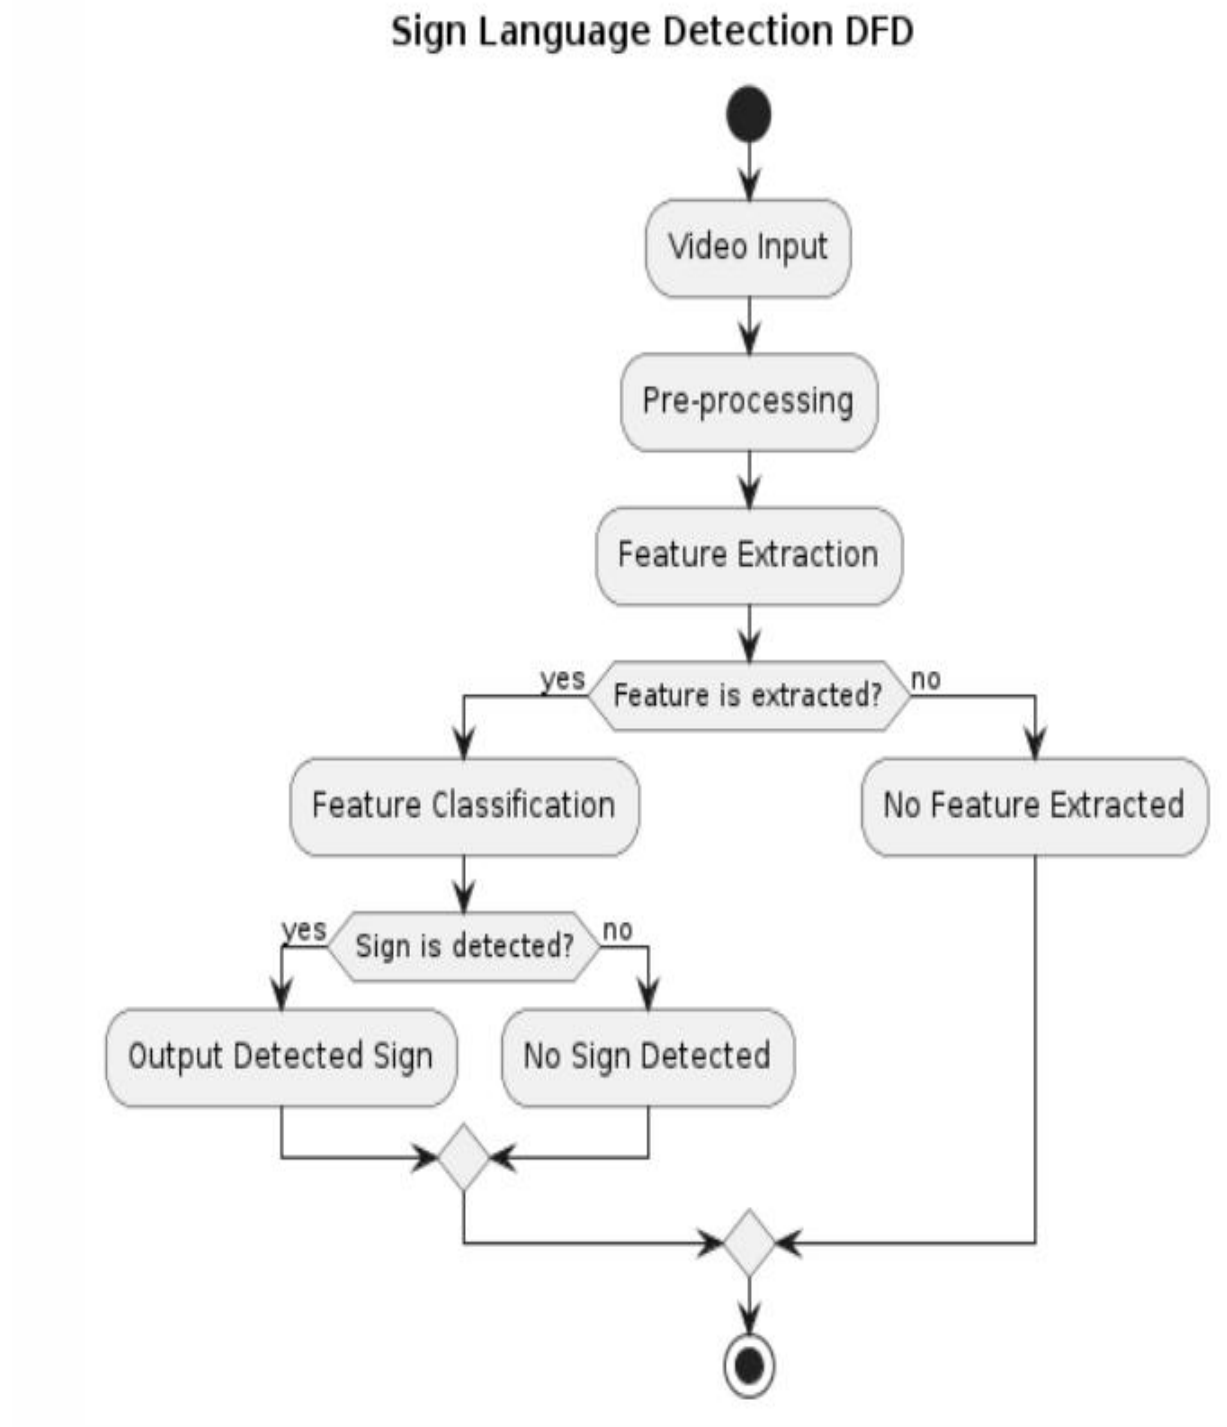 Sign Language Detection DFD
Video Input
Pre-processing
Feature Extraction
yes
Feature is extracted?
no
Feature Classification
No Feature Extracted
yes
Sign is detected?
no
Output Detected Sign
No Sign Detected